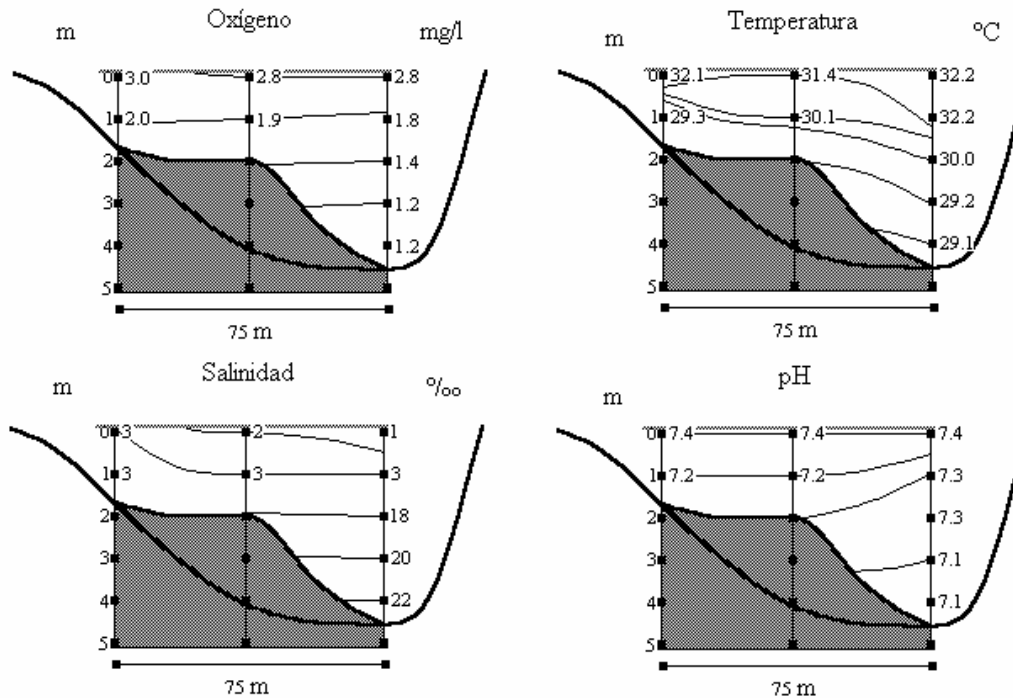 Oxígeno
m
mg/l
0 3.0 2.8 2.8
1 2.0 1.9 1.8
2 1.4
3 1.2
4 1.2
5
75 m
Temperatura
m
ºC
0 32.1 31.4 32.2
1 29.3 30.1 32.2
2 30.0
3 29.2
4 29.1
5
75 m
Salinidad
m
º/oo
0 3 2 1
1 3 3 3
2 18
3 20
4 22
5
75 m
pH
m
0 7.4 7.4 7.4
1 7.2 7.2 7.3
2 7.3
3 7.1
4 7.1
5
75 m